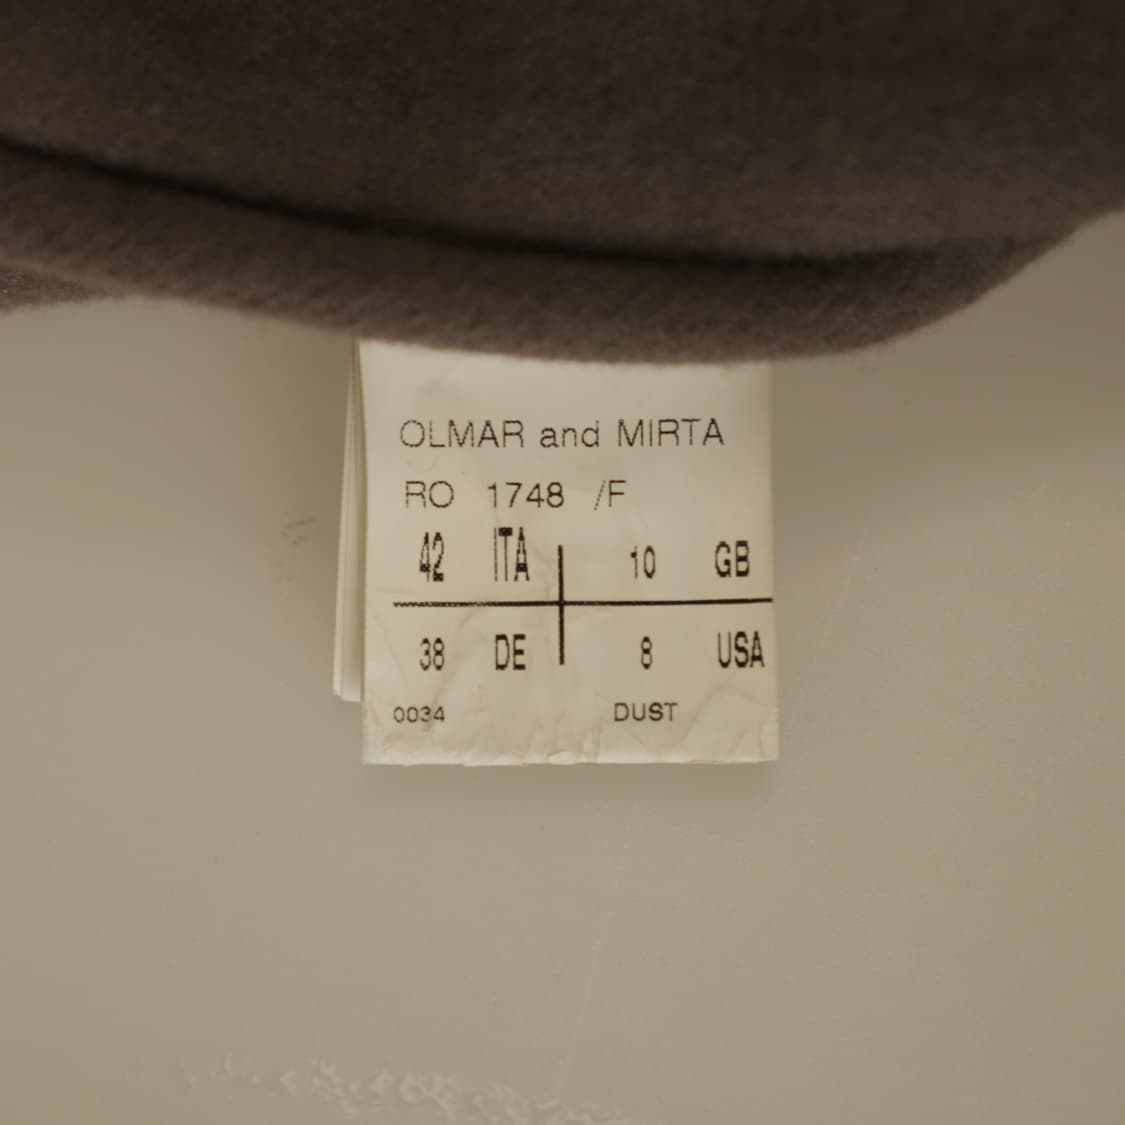 OLMAR and MIRTA
RO 1748 /F
42 ITA 10 GB
38 DE 8 USA
0034 DUST